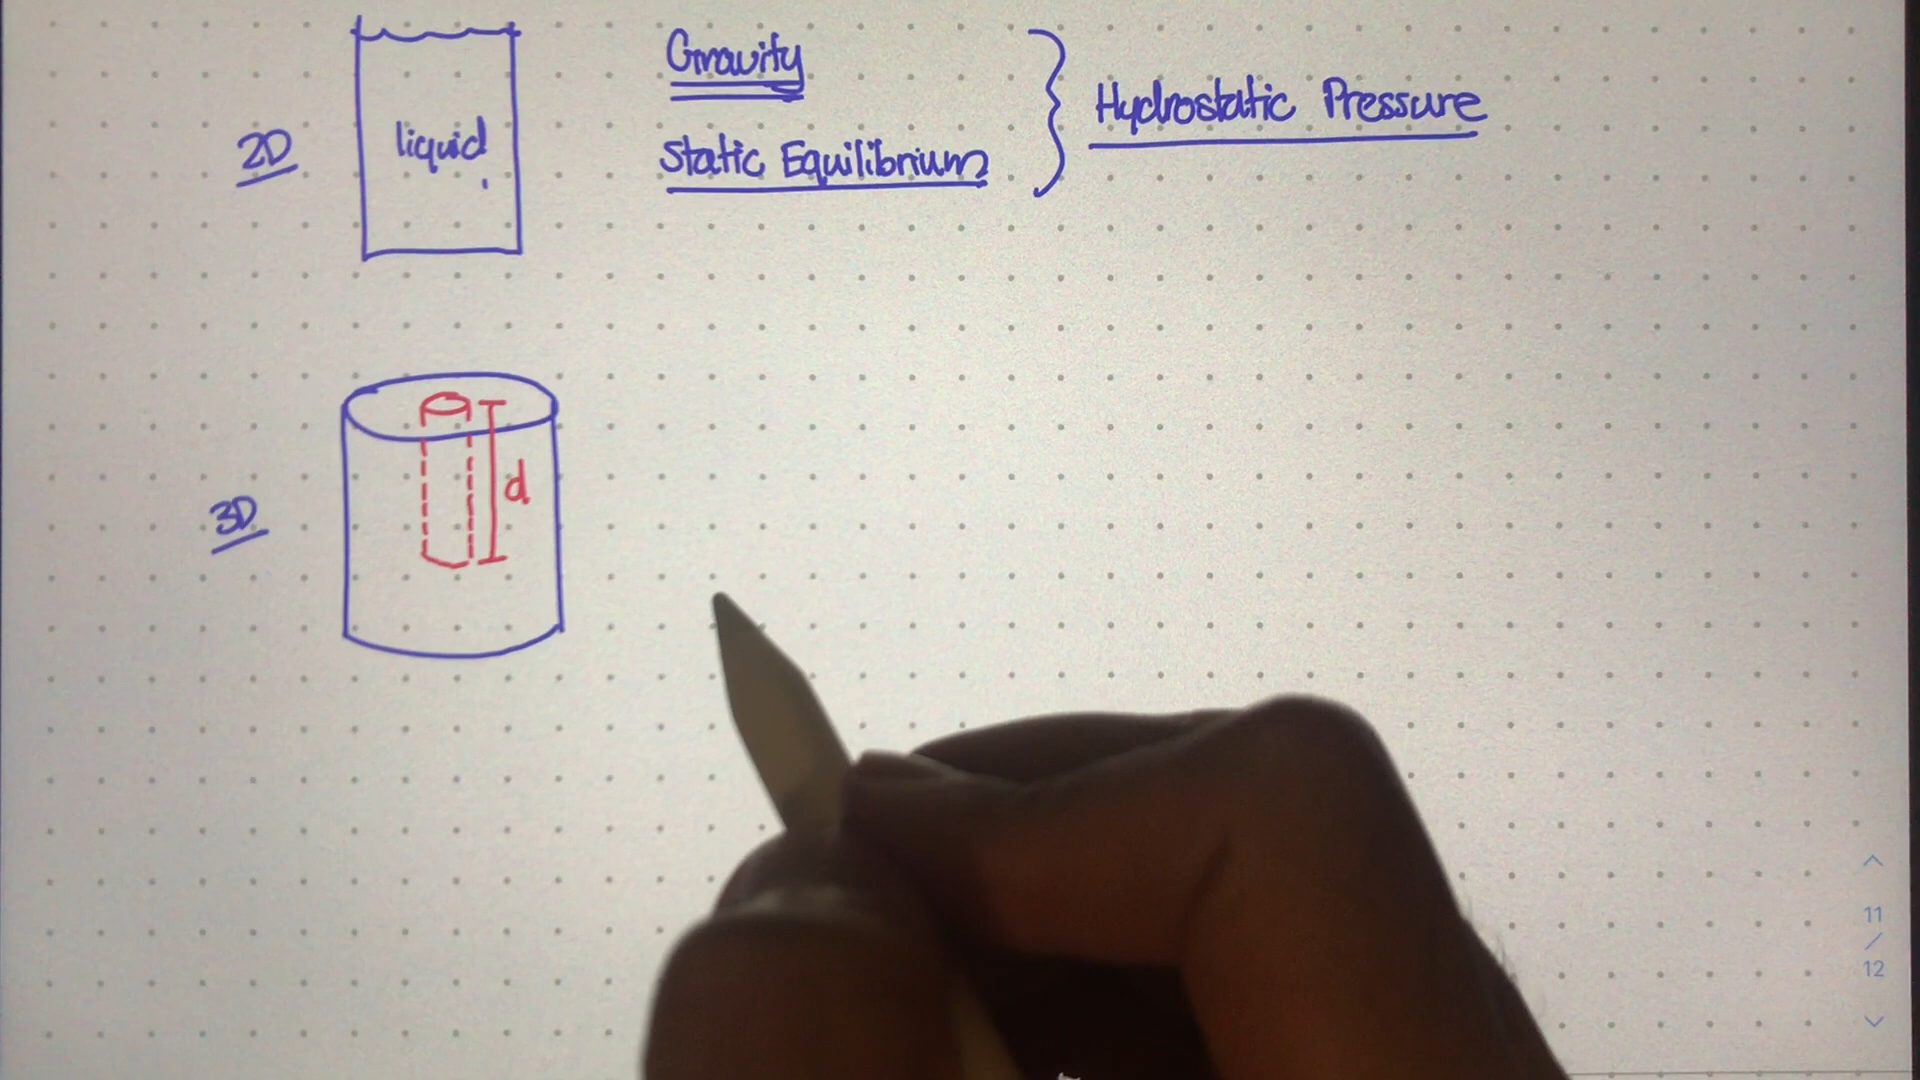 Gravity
2D
liquid
Static Equilibrium
Hydrostatic Pressure
3D
d
11
/
12